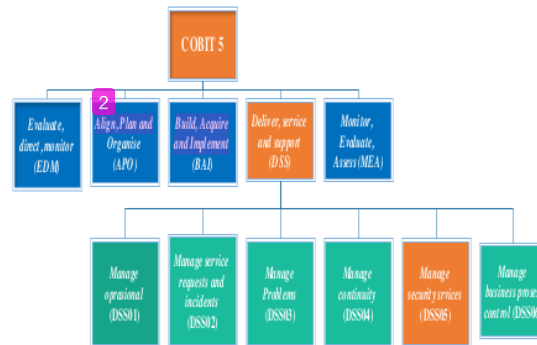 COBIT 5
2
Evaluate,
direct,monitor
(EDM)
Align,Plan and
Organise
(APO)
Build, Acquire
and Implement
(BAI)
Deliver, service
and support
(DSS)
Monitor,
Evaluate,
Assess (MEA)
Manage
oprasional
(DSS01)
Manage service
requests and
incidents
(DSS02)
Manage
Problems
(DSS03)
Manage
continuity
(DSS04)
Manage
security srvices
(DSS05)
Manage
business proses
control (DSS06